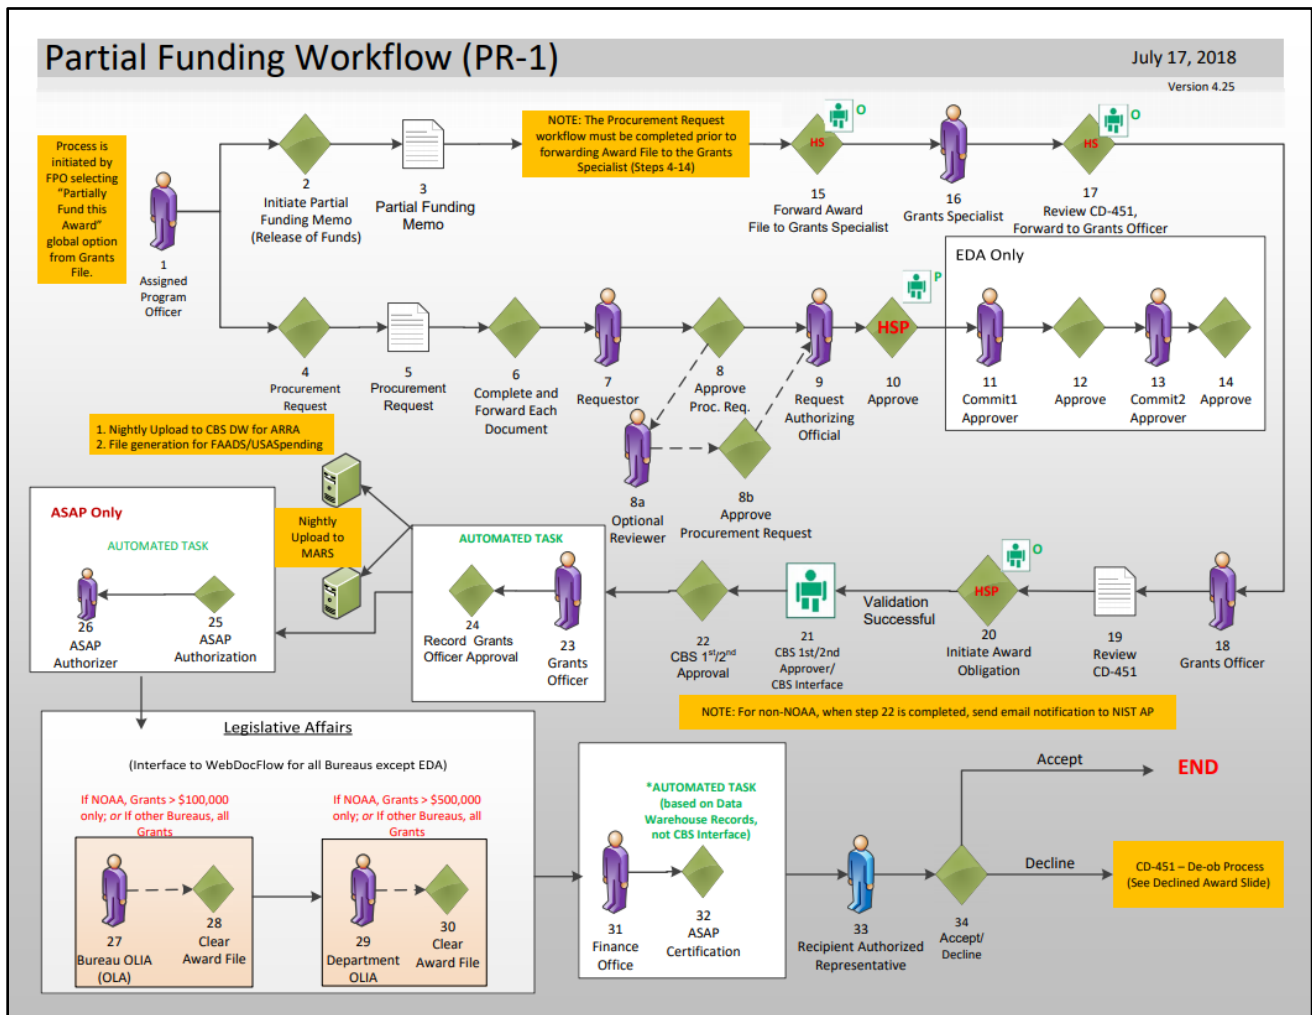 Partial Funding Workflow (PR-1)
July 17, 2018
Version 4.25
Process is
initiated by
FPO selecting
"Partially
Fund this
Award"
global option
from Grants
File.
1
Assigned
Program
Officer
2
Initiate Partial
Funding Memo
(Release of Funds)
3
Partial Funding
Memo
NOTE: The Procurement Request
workflow must be completed prior to
forwarding Award File to the Grants
Specialist (Steps 4-14)
O
HS
15
Forward Award
File to Grants Specialist
16
Grants Specialist
O
HS
17
Review CD-451,
Forward to Grants Officer
4
Procurement
Request
5
Procurement
Request
6
Complete and
Forward Each
Document
7
Requestor
8
Approve
Proc. Req.
8a
Optional
Reviewer
8b
Approve
Procurement Request
9
Request
Authorizing
Official
P
HSP
10
Approve
EDA Only
11
Commit1
Approver
12
Approve
13
Commit2
Approver
14
Approve
1. Nightly Upload to CBS DW for ARRA
2. File generation for FAADS/USASpending
Nightly
Upload to
MARS
18
Grants Officer
19
Review
CD-451
O
HSP
20
Initiate Award
Obligation
Validation
Successful
21
CBS 1st/2nd
Approver/
CBS Interface
22
CBS 1st/2nd
Approval
NOTE: For non-NOAA, when step 22 is completed, send email notification to NIST AP
AUTOMATED TASK
23
Grants
Officer
24
Record Grants
Officer Approval
ASAP Only
AUTOMATED TASK
25
ASAP
Authorization
26
ASAP
Authorizer
Legislative Affairs
(Interface to WebDocFlow for all Bureaus except EDA)
If NOAA, Grants > $100,000
only; or If other Bureaus, all
Grants
27
Bureau OLIA
(OLA)
28
Clear
Award File
If NOAA, Grants > $500,000
only; or If other Bureaus, all
Grants
29
Department
OLIA
30
Clear
Award File
*AUTOMATED TASK
(based on Data
Warehouse Records,
not CBS Interface)
31
Finance
Office
32
ASAP
Certification
33
Recipient Authorized
Representative
34
Accept/
Decline
Accept
END
Decline
CD-451 – De-ob Process
(See Declined Award Slide)